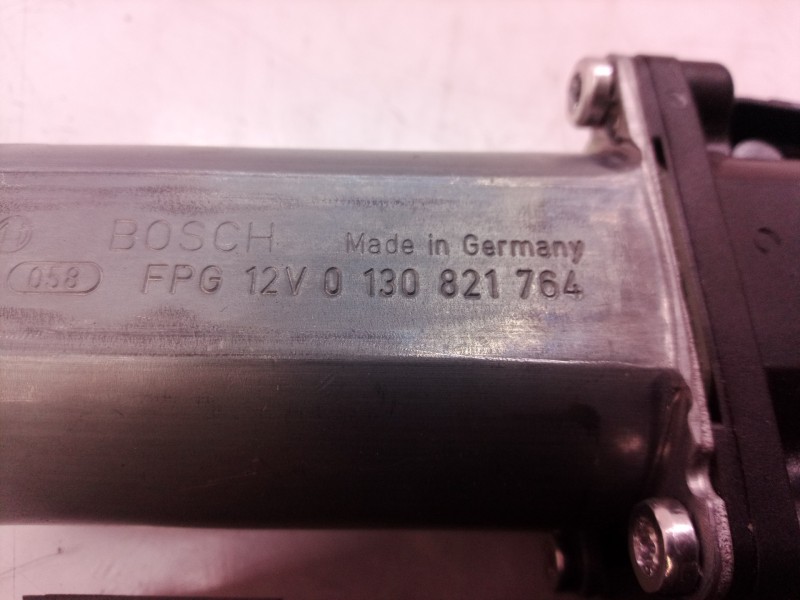 BOSCH Made in Germany
058 FPG 12V 0 130 821 764